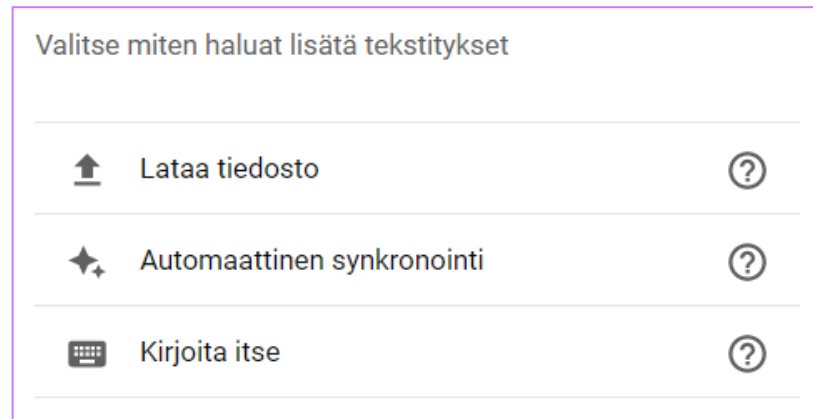 Valitse miten haluat lisätä tekstitykset
Lataa tiedosto
Automaattinen synkronointi
Kirjoita itse